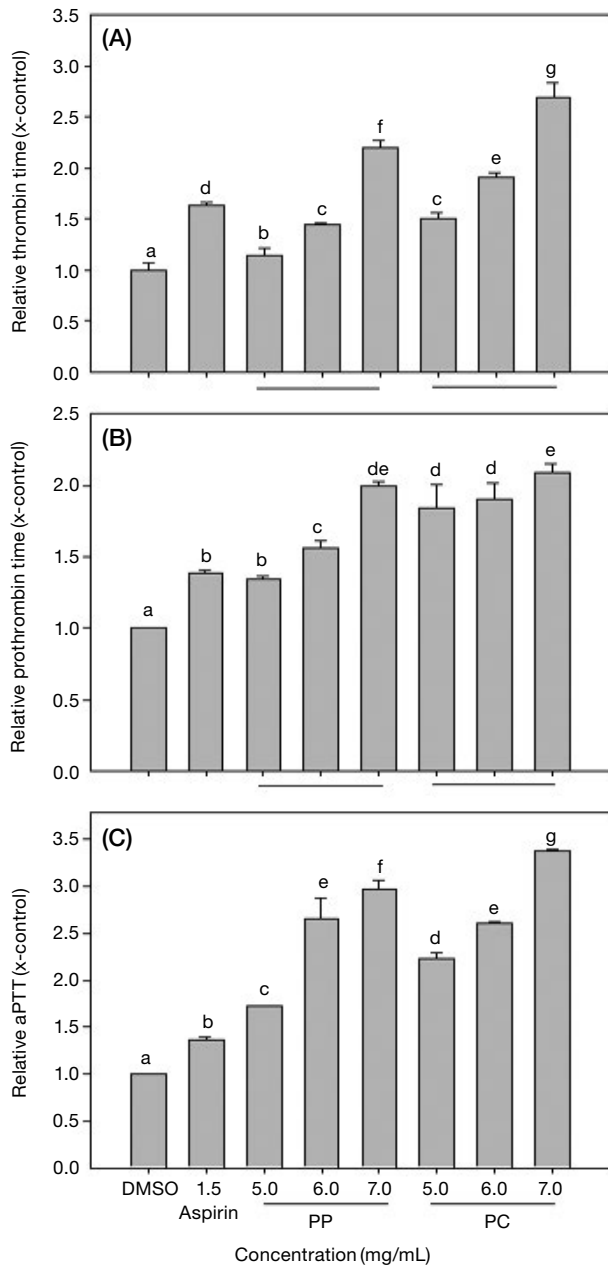 (A)
Relative thrombin time (x-control)
3.5
3.0
2.5
2.0
1.5
1.0
0.5
0.0
a
d
b
c
f
c
e
g
(B)
Relative prothrombin time (x-control)
2.5
2.0
1.5
1.0
0.5
0.0
a
b
b
c
de
d
d
e
(C)
Relative aPTT (x-control)
3.5
3.0
2.5
2.0
1.5
1.0
0.5
0.0
a
b
c
e
f
d
e
g
DMSO 1.5 5.0 6.0 7.0 5.0 6.0 7.0
Aspirin PP PC
Concentration (mg/mL)